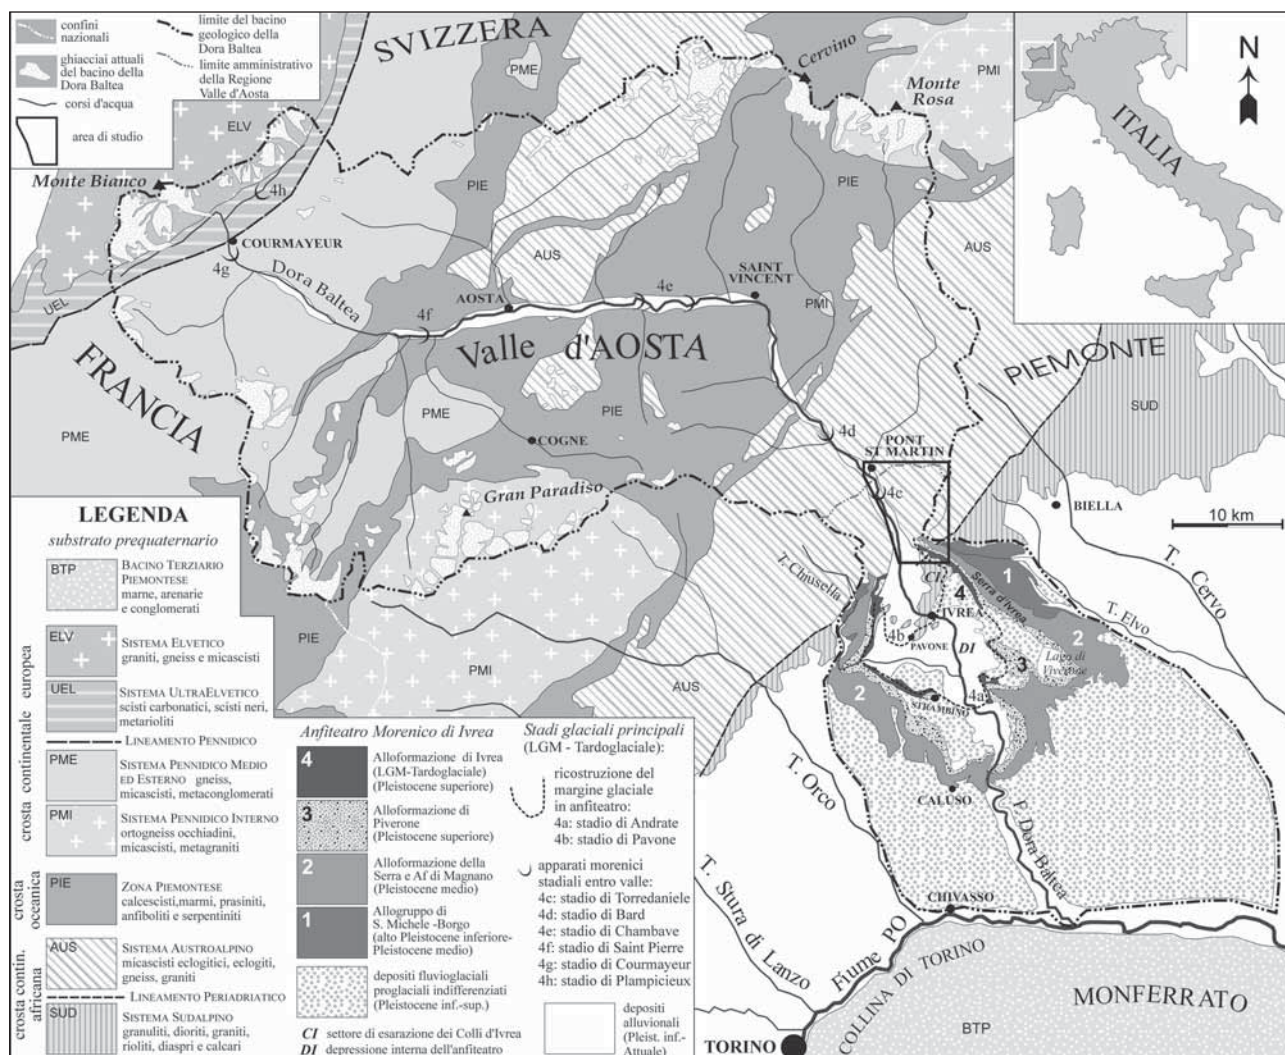 confini
nazionali
ghiacciai attuali
del bacino della
Dora Baltea
corsi d'acqua
area di studio
limite del bacino
geologico della
Dora Baltea
limite amministrativo
della Regione
Valle d'Aosta
SVIZZERA
PME
Cervino
PMI
Monte
Rosa
N
ITALIA
ELV
Monte Bianco
4h
PIE
PIE
COURMAYEUR
4g
Dora Baltea
AUS
AUS
SAINT
VINCENT
AOSTA
4e
PMI
UEL
4f
Valle d'AOSTA
PIEMONTE
FRANCIA
SUD
PME
PME
PIE
COGNE
4d
PONT
ST MARTIN
4c
Gran Paradiso
BIELLA
10 km
T. Chiusella
CI
1
4
Serra d'Ivrea
T. Cervo
T. Elvo
IVREA
4b
PAVONE
DI
2
3
Lago di
Viverone
PIE
PMI
AUS
2
4a
STRAMBINO
T. Orco
CALUSO
F. Dora Baltea
T. Stura di Lanzo
CHIVASSO
Fiume PO
COLLINA DI TORINO
MONFERRATO
BTP
TORINO
LEGENDA
substrato prequaternario
BTP
BACINO TERZIARIO
PIEMONTESE
marne, arenarie
e conglomerati
crosta continentale europea
ELV
SISTEMA ELVETICO
graniti, gneiss e micascisti
UEL
SISTEMA ULTRAELVETICO
scisti carbonatici, scisti neri,
metarioliti
LINEAMENTO PENNIDICO
PME
SISTEMA PENNIDICO MEDIO
ED ESTERNO gneiss,
micascisti, metaconglomerati
PMI
SISTEMA PENNIDICO INTERNO
ortogneiss occhiadini,
micascisti, metagraniti
crosta
oceanica
PIE
ZONA PIEMONTESE
calcescisti,marmi, prasiniti,
anfiboliti e serpentiniti
crosta contin.
africana
AUS
SISTEMA AUSTROALPINO
micascisti eclogitici, eclogiti,
gneiss, graniti
LINEAMENTO PERIADRIATICO
SUD
SISTEMA SUDALPINO
granuliti, dioriti, graniti,
rioliti, diaspri e calcari
Anfiteatro Morenico di Ivrea
4
Alloformazione di Ivrea
(LGM-Tardoglaciale)
(Pleistocene superiore)
3
Alloformazione di
Piverone
(Pleistocene superiore)
2
Alloformazione della
Serra e Af di Magnano
(Pleistocene medio)
1
Allogruppo di
S. Michele -Borgo
(alto Pleistocene inferiore-
Pleistocene medio)
depositi fluvioglaciali
proglaciali indifferenziati
(Pleistocene inf.-sup.)
CI settore di esarazione dei Colli d'Ivrea
DI depressione interna dell'anfiteatro
Stadi glaciali principali
(LGM - Tardoglaciale):
ricostruzione del
margine glaciale
in anfiteatro:
4a: stadio di Andrate
4b: stadio di Pavone
apparati morenici
stadiali entro valle:
4c: stadio di Torredaniele
4d: stadio di Bard
4e: stadio di Chambave
4f: stadio di Saint Pierre
4g: stadio di Courmayeur
4h: stadio di Plampicieux
depositi
alluvionali
(Pleist. inf.-
Attuale)